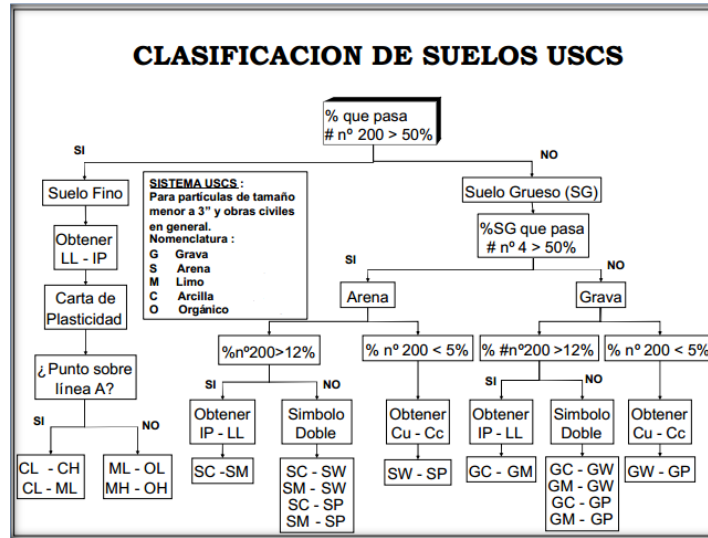 CLASIFICACION DE SUELOS USCS
% que pasa
# nº 200 > 50%
SI
NO
Suelo Fino
SISTEMA USCS :
Para partículas de tamaño
menor a 3” y obras civiles
en general.
Nomenclatura :
G Grava
S Arena
M Limo
C Arcilla
O Orgánico
Suelo Grueso (SG)
Obtener
LL - IP
%SG que pasa
# nº 4 > 50%
SI
NO
Carta de
Plasticidad
Arena
Grava
¿Punto sobre
línea A?
%nº200>12%
% nº 200 < 5%
% #nº200 >12%
% nº 200 < 5%
SI
NO
SI
NO
SI
NO
Obtener
IP - LL
Simbolo
Doble
Obtener
Cu - Cc
Obtener
IP - LL
Simbolo
Doble
Obtener
Cu - Cc
CL - CH
CL - ML
ML - OL
MH - OH
SC -SM
SC - SW
SM - SW
SC - SP
SM - SP
SW - SP
GC - GM
GC - GW
GM - GW
GC - GP
GM - GP
GW - GP